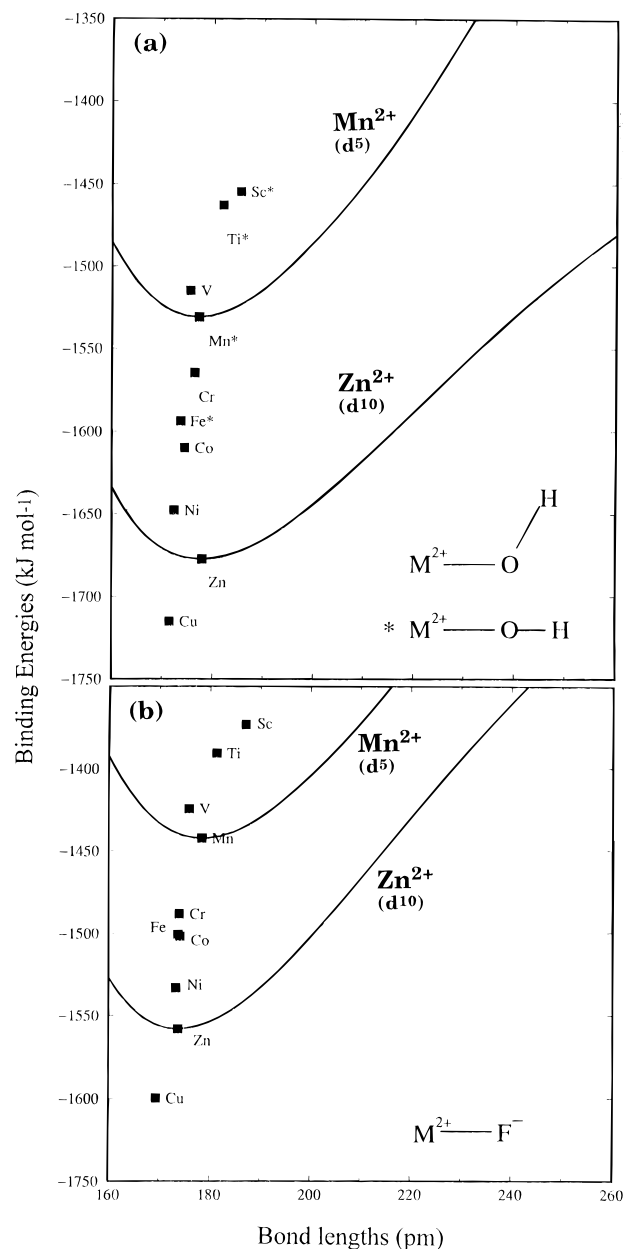 Binding Energies (kJ mol-1)
(a)
−1350
−1400
−1450
−1500
−1550
−1600
−1650
−1700
−1750
Mn2+
(d5)
Sc*
Ti*
V
Mn*
Cr
Zn2+
(d10)
Fe*
Co
Ni
Zn
Cu
H
M2+ O
* M2+ O H
(b)
−1400
−1450
−1500
−1550
−1600
−1750
Sc
Ti
Mn2+
(d5)
V
Mn
Zn2+
(d10)
Cr
Fe
Co
Ni
Zn
Cu
M2+ F−
160 180 200 220 240 260
Bond lengths (pm)